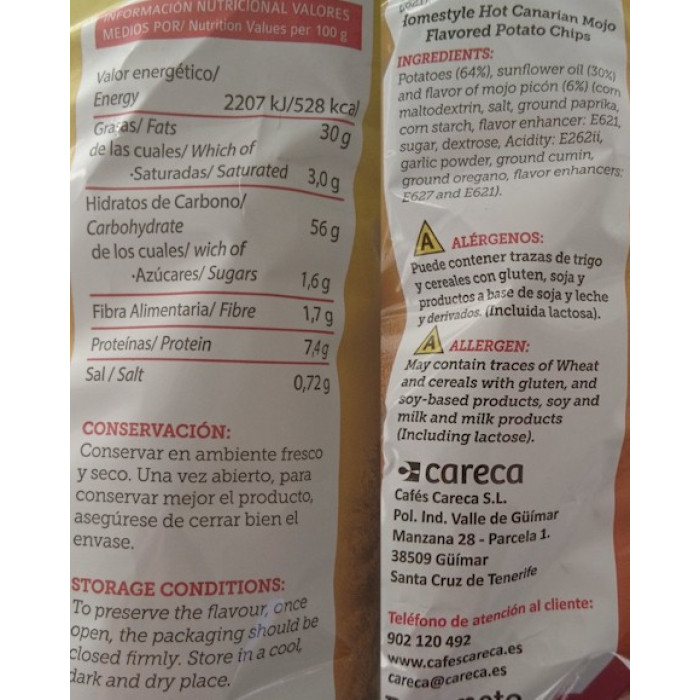 INFORMACIÓN NUTRICIONAL VALORES
MEDIOS POR/ Nutrition Values per 100 g
Valor energético/
Energy 2207 kJ/528 kcal
Grasas/ Fats 30 g
de las cuales/ Which of
·Saturadas/ Saturated 3,0 g
Hidratos de Carbono/
Carbohydrate 56 g
de los cuales/ wich of
·Azúcares/ Sugars 1,6 g
Fibra Alimentaria/ Fibre 1,7 g
Proteínas/ Protein 7,4 g
Sal / Salt 0,72 g
CONSERVACIÓN:
Conservar en ambiente fresco
y seco. Una vez abierto, para
conservar mejor el producto,
asegúrese de cerrar bien el
envase.
STORAGE CONDITIONS:
To preserve the flavour, once
open, the packaging should be
closed firmly. Store in a cool,
dark and dry place.
Homestyle Hot Canarian Mojo
Flavored Potato Chips
INGREDIENTS:
Potatoes (64%), sunflower oil (30%)
and flavor of mojo picón (6%) (corn
maltodextrin, salt, ground paprika,
corn starch, flavor enhancer: E621,
sugar, dextrose, Acidity: E262ii,
garlic powder, ground cumin,
ground oregano, flavor enhancers:
E627 and E621).
A ALÉRGENOS:
Puede contener trazas de trigo
y cereales con gluten, soja y
productos a base de soja y leche
y derivados. (Incluida lactosa).
A ALLERGEN:
May contain traces of Wheat
and cereals with gluten, and
soy-based products, soy and
milk and milk products
(Including lactose).
careca
Cafés Careca S.L.
Pol. Ind. Valle de Güímar
Manzana 28 - Parcela 1.
38509 Güímar
Santa Cruz de Tenerife
Teléfono de atención al cliente:
902 120 492
www.cafescareca.es
careca@careca.es